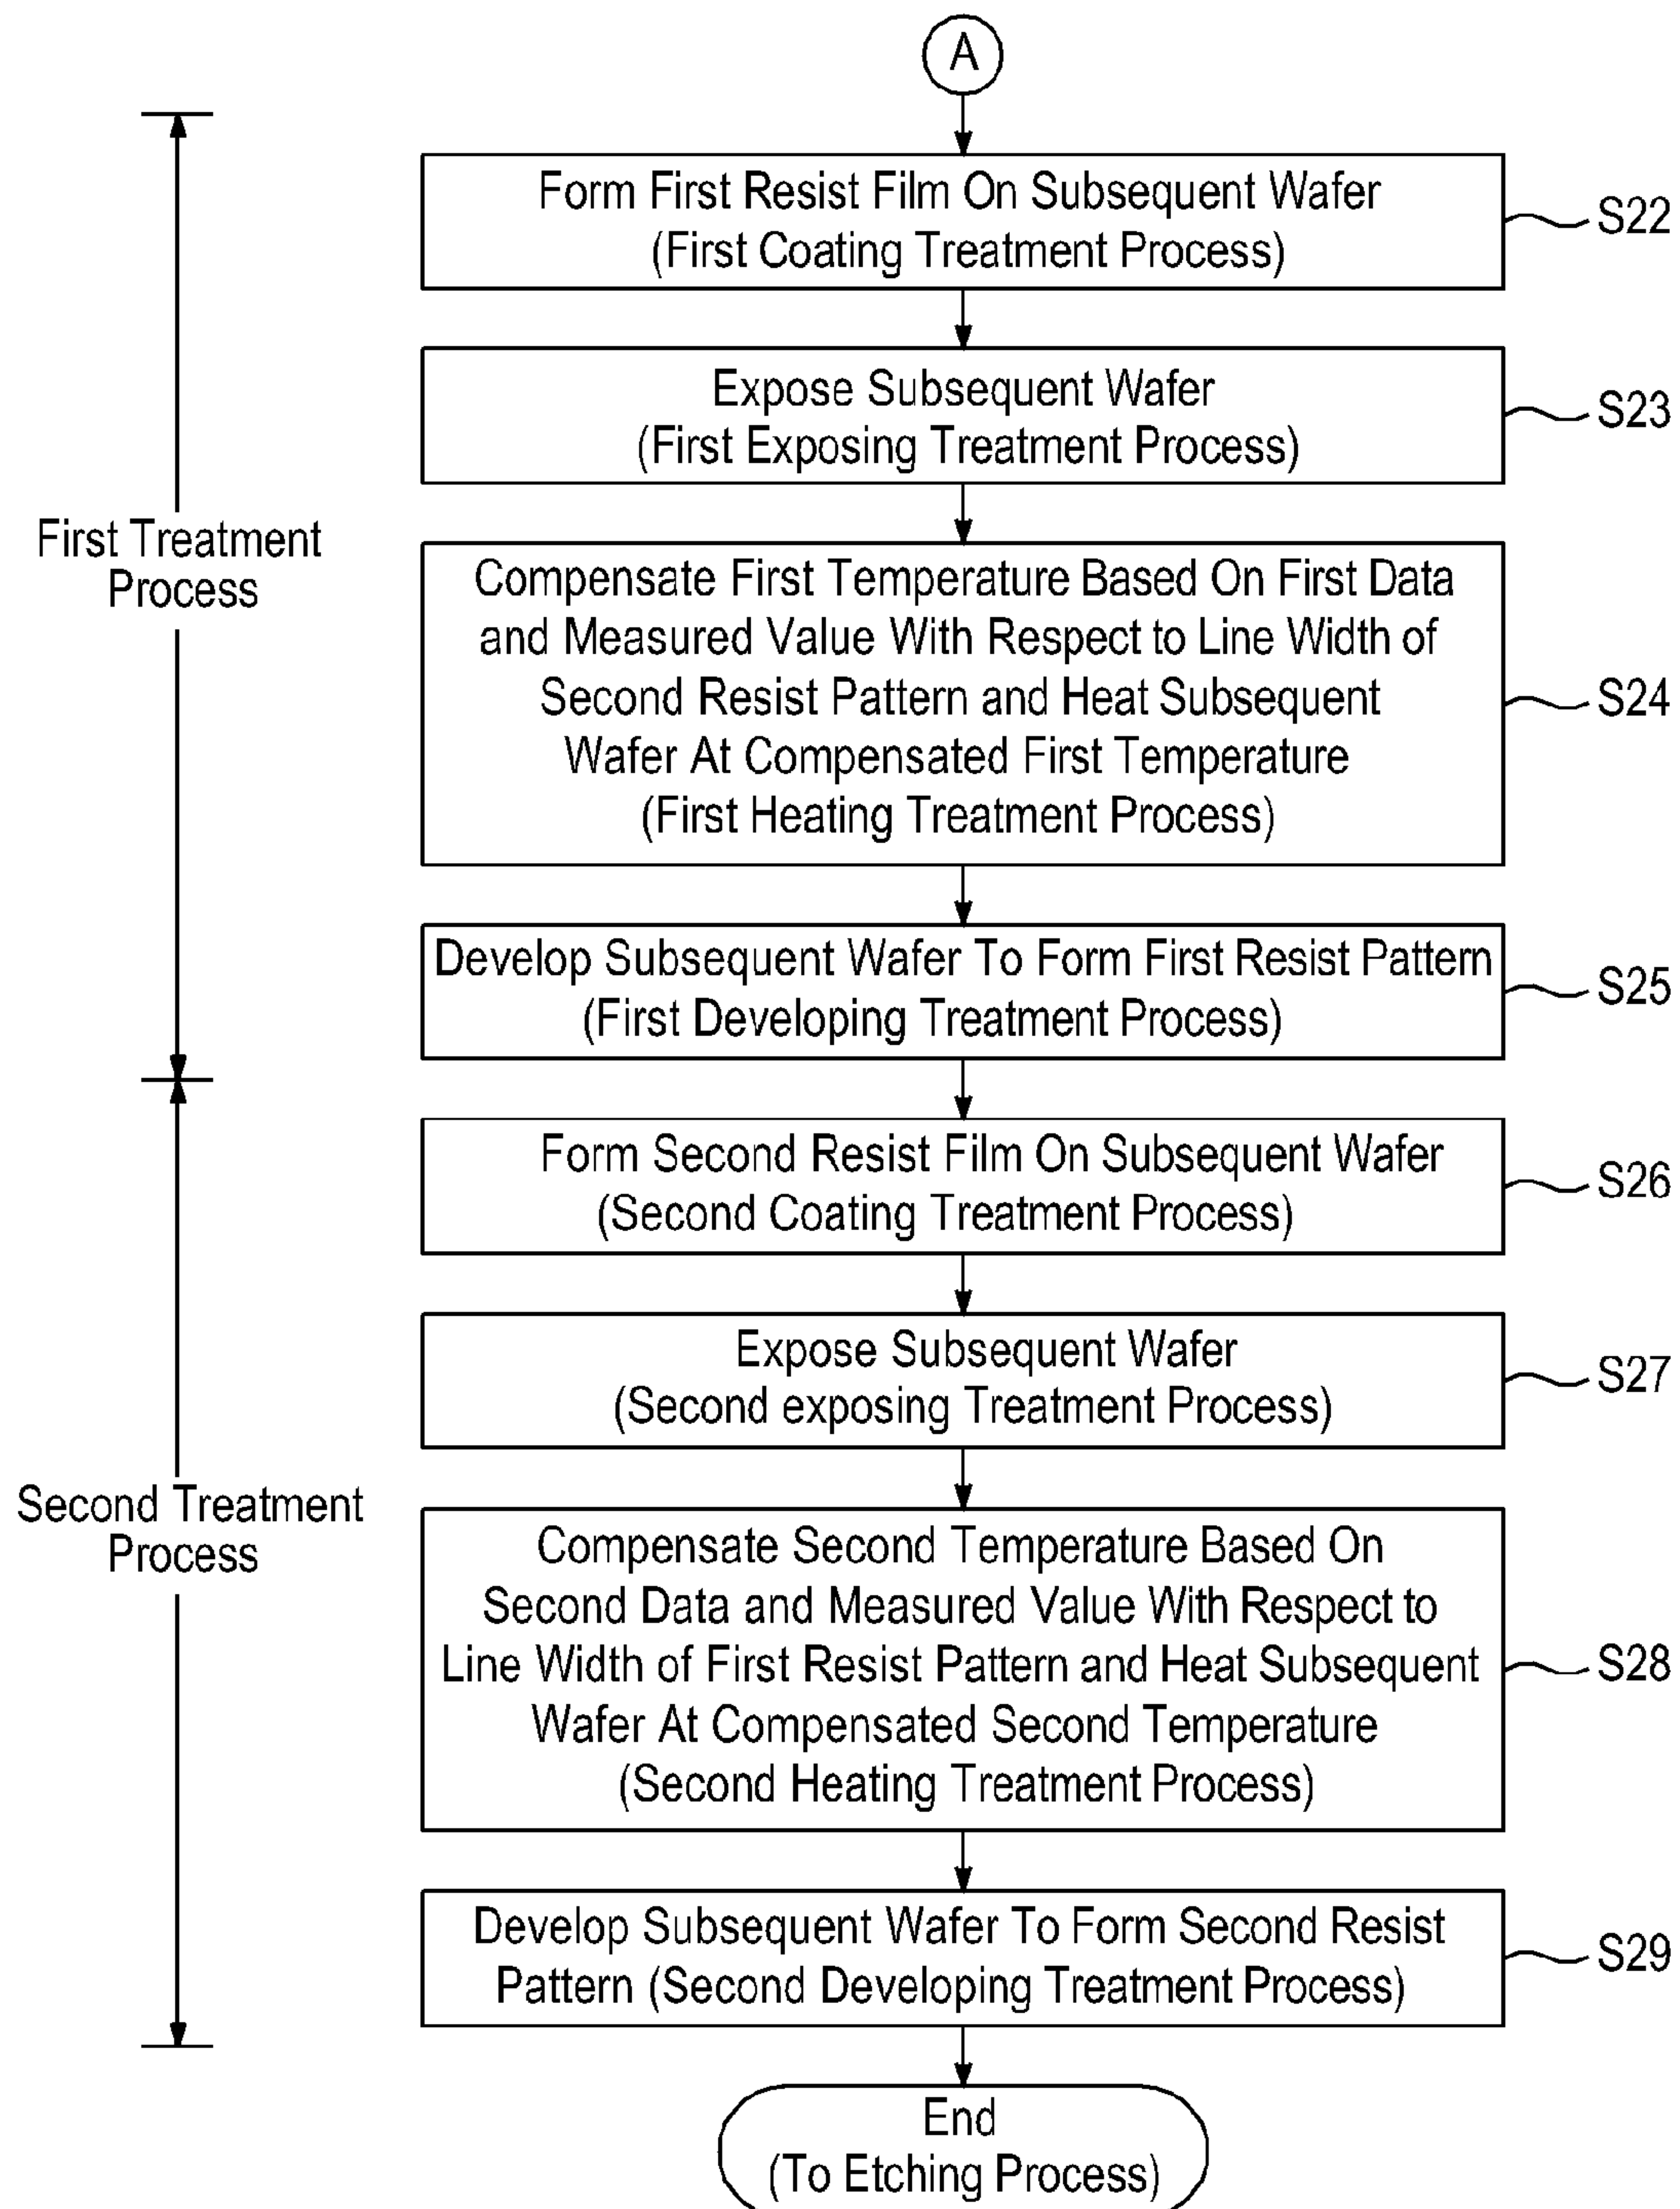 A
Form First Resist Film On Subsequent Wafer
(First Coating Treatment Process)
S22
Expose Subsequent Wafer
(First Exposing Treatment Process)
S23
First Treatment
Process
Compensate First Temperature Based On First Data
and Measured Value With Respect to Line Width of
Second Resist Pattern and Heat Subsequent
Wafer At Compensated First Temperature
(First Heating Treatment Process)
S24
Develop Subsequent Wafer To Form First Resist Pattern
(First Developing Treatment Process)
S25
Form Second Resist Film On Subsequent Wafer
(Second Coating Treatment Process)
S26
Expose Subsequent Wafer
(Second exposing Treatment Process)
S27
Second Treatment
Process
Compensate Second Temperature Based On
Second Data and Measured Value With Respect to
Line Width of First Resist Pattern and Heat Subsequent
Wafer At Compensated Second Temperature
(Second Heating Treatment Process)
S28
Develop Subsequent Wafer To Form Second Resist
Pattern (Second Developing Treatment Process)
S29
End
(To Etching Process)